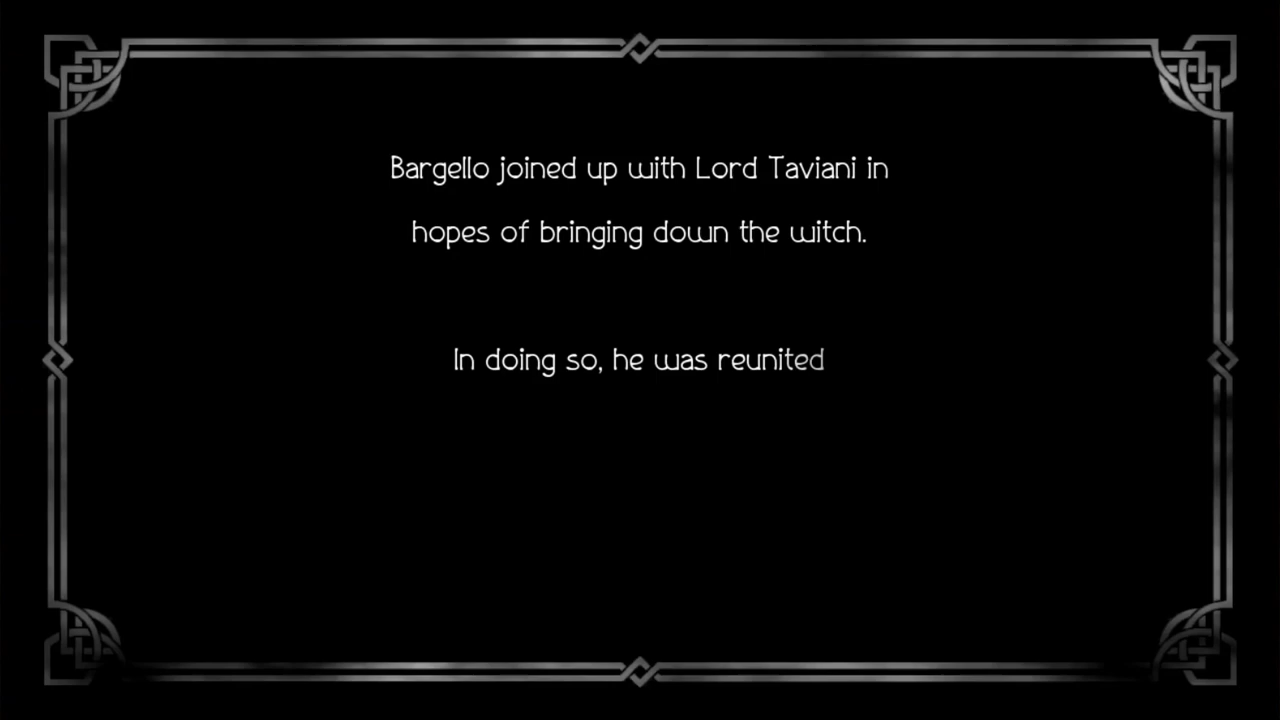 Bargello joined up with Lord Taviani in
hopes of bringing down the witch.
In doing so, he was reunited